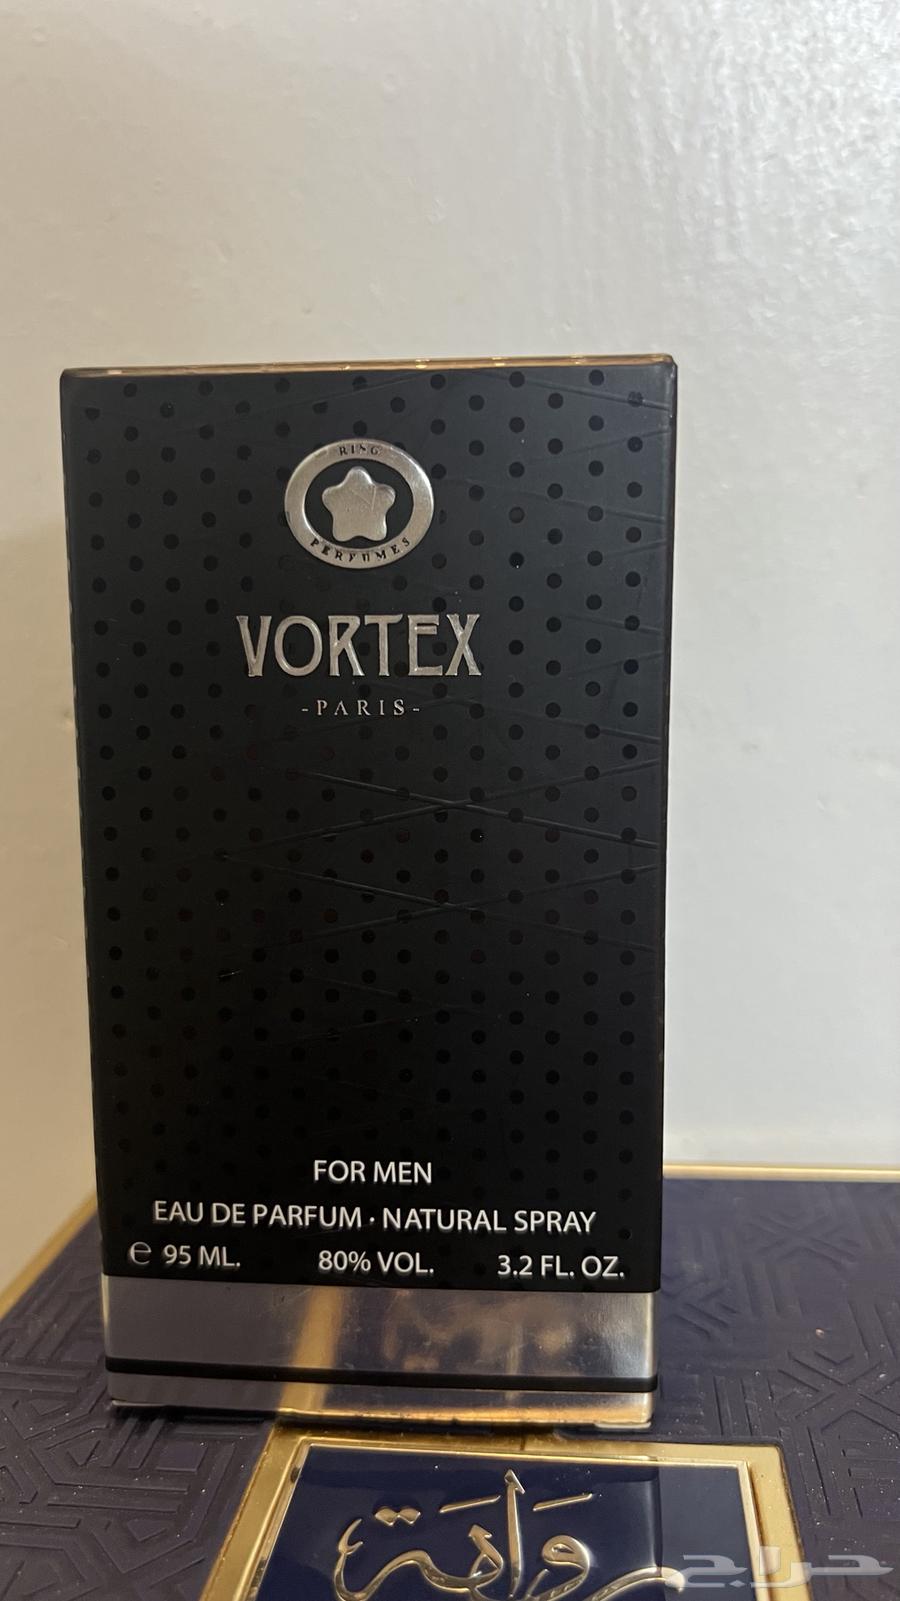 RING
PERFUMES
VORTEX
-PARIS-
FOR MEN
EAU DE PARFUM · NATURAL SPRAY
℮ 95 ML. 80% VOL. 3.2 FL. OZ.
حراج